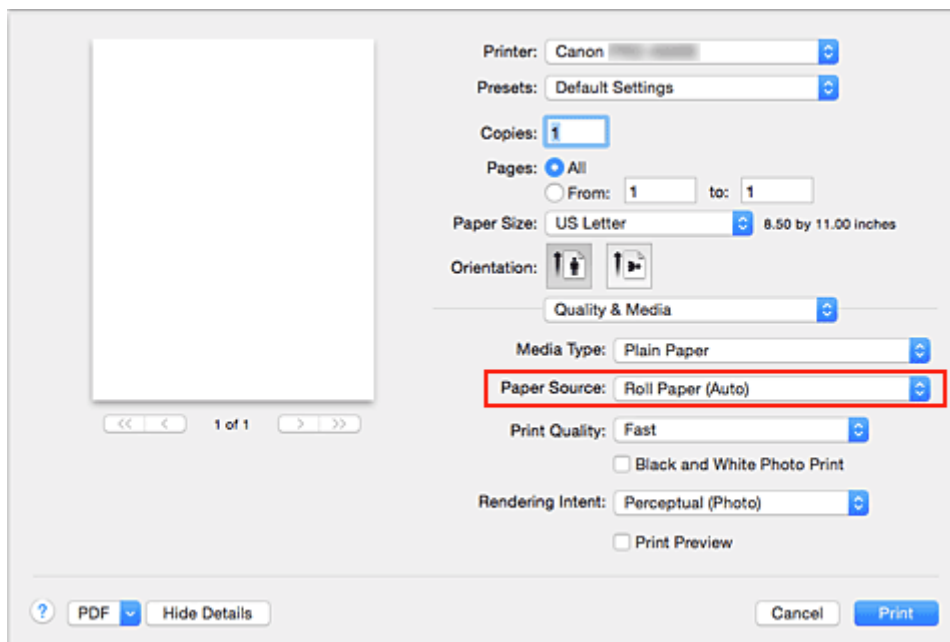 Printer: Canon
Presets: Default Settings
Copies: 1
Pages: All
From: 1 to: 1
Paper Size: US Letter 8.50 by 11.00 inches
Orientation:
Quality & Media
Media Type: Plain Paper
Paper Source: Roll Paper (Auto)
<< < 1 of 1 > >>
Print Quality: Fast
Black and White Photo Print
Rendering Intent: Perceptual (Photo)
Print Preview
? PDF Hide Details Cancel Print